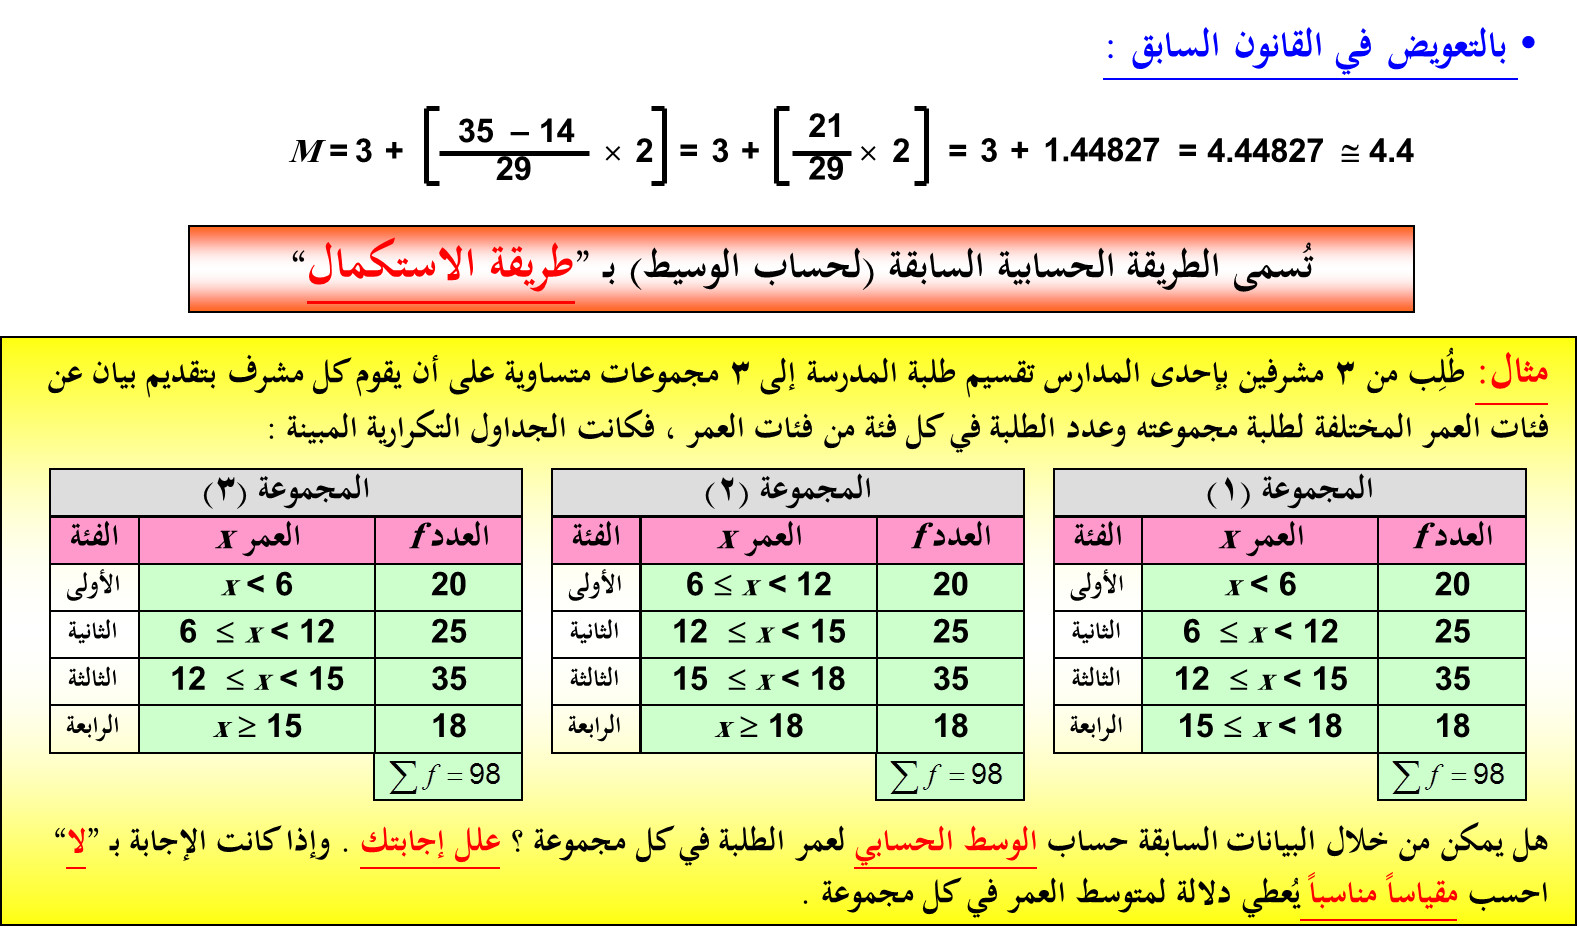 • بالتعويض في القانون السابق :
M = 3 + [ 35 – 14 / 29 × 2 ] = 3 + [ 21 / 29 × 2 ] = 3 + 1.44827 = 4.44827 ≅ 4.4
تُسمى الطريقة الحسابية السابقة (لحساب الوسيط) بـ ”طريقة الاستكمال“
مثال: طُلِب من ٣ مشرفين بإحدى المدارس تقسيم طلبة المدرسة إلى ٣ مجموعات متساوية على أن يقوم كل مشرف بتقديم بيان عن
فئات العمر المختلفة لطلبة مجموعته وعدد الطلبة في كل فئة من فئات العمر ، فكانت الجداول التكرارية المبينة :
المجموعة (١)
العدد f العمر x الفئة
20 x < 6 الأولى
25 6 ≤ x < 12 الثانية
35 12 ≤ x < 15 الثالثة
18 15 ≤ x < 18 الرابعة
∑ f = 98
المجموعة (٢)
العدد f العمر x الفئة
20 6 ≤ x < 12 الأولى
25 12 ≤ x < 15 الثانية
35 15 ≤ x < 18 الثالثة
18 x ≥ 18 الرابعة
∑ f = 98
المجموعة (٣)
العدد f العمر x الفئة
20 x < 6 الأولى
25 6 ≤ x < 12 الثانية
35 12 ≤ x < 15 الثالثة
18 x ≥ 15 الرابعة
∑ f = 98
هل يمكن من خلال البيانات السابقة حساب الوسط الحسابي لعمر الطلبة في كل مجموعة ؟ علل إجابتك . وإذا كانت الإجابة بـ ”لا“
احسب مقياساً مناسباً يُعطي دلالة لمتوسط العمر في كل مجموعة .